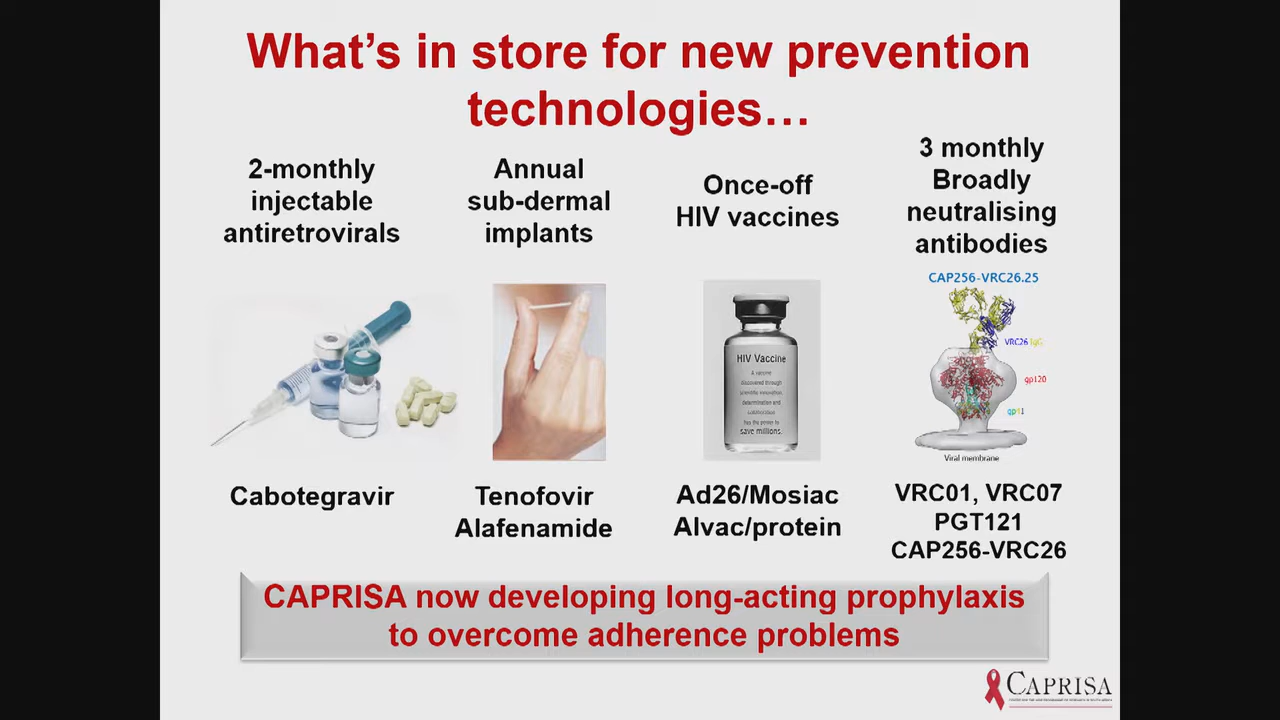 What's in store for new prevention
technologies…
2-monthly
injectable
antiretrovirals
Annual
sub-dermal
implants
Once-off
HIV vaccines
3 monthly
Broadly
neutralising
antibodies
HIV Vaccine
A vaccine
discovered through
scientific innovation,
determination and
has the power to
save millions.
CAP256-VRC26.25
VRC26 IgG
gp120
gp41
Viral membrane
Cabotegravir
Tenofovir
Alafenamide
Ad26/Mosiac
Alvac/protein
VRC01, VRC07
PGT121
CAP256-VRC26
CAPRISA now developing long-acting prophylaxis
to overcome adherence problems
CAPRISA